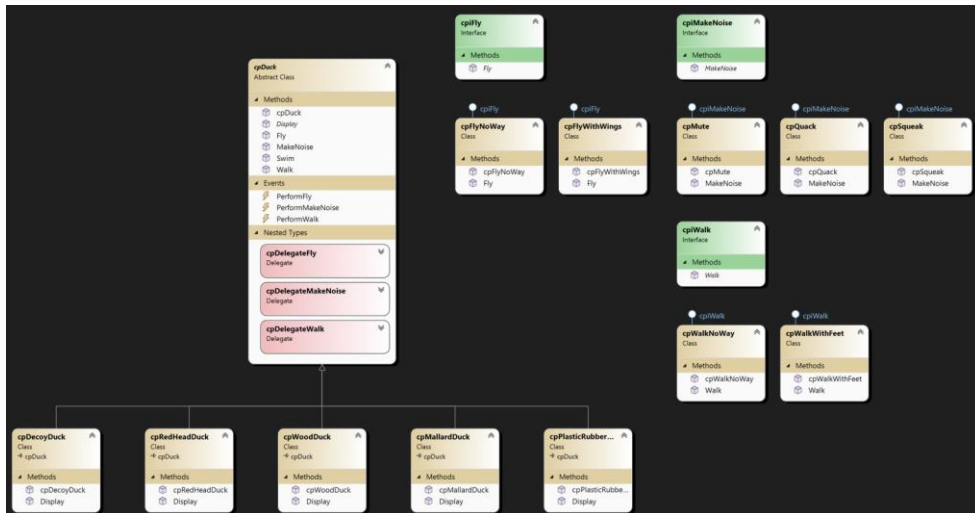 cpDuck
Abstract Class
Methods
cpDuck
Display
Fly
MakeNoise
Swim
Walk
Events
PerformFly
PerformMakeNoise
PerformWalk
Nested Types
cpDelegateFly
Delegate
cpDelegateMakeNoise
Delegate
cpDelegateWalk
Delegate
cpiFly
Interface
Methods
Fly
cpiMakeNoise
Interface
Methods
MakeNoise
cpiFly
cpFlyNoWay
Class
Methods
cpFlyNoWay
Fly
cpiFly
cpFlyWithWings
Class
Methods
cpFlyWithWings
Fly
cpiMakeNoise
cpMute
Class
Methods
cpMute
MakeNoise
cpiMakeNoise
cpQuack
Class
Methods
cpQuack
MakeNoise
cpiMakeNoise
cpSqueak
Class
Methods
cpSqueak
MakeNoise
cpiWalk
Interface
Methods
Walk
cpiWalk
cpWalkNoWay
Class
Methods
cpWalkNoWay
Walk
cpiWalk
cpWalkWithFeet
Class
Methods
cpWalkWithFeet
Walk
cpDecoyDuck
Class
cpDuck
Methods
cpDecoyDuck
Display
cpRedHeadDuck
Class
cpDuck
Methods
cpRedHeadDuck
Display
cpWoodDuck
Class
cpDuck
Methods
cpWoodDuck
Display
cpMallardDuck
Class
cpDuck
Methods
cpMallardDuck
Display
cpPlasticRubber...
Class
cpDuck
Methods
cpPlasticRubbe...
Display